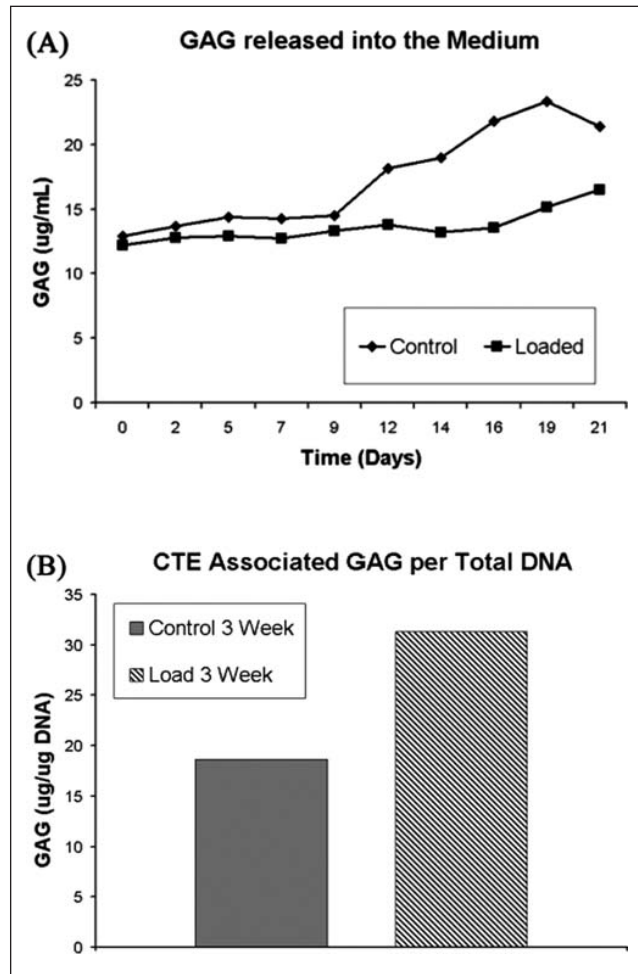 (A) GAG released into the Medium
25
20
15
10
5
0
GAG (ug/mL)
Control Loaded
0 2 5 7 9 12 14 16 19 21
Time (Days)
(B) CTE Associated GAG per Total DNA
35
30
25
20
15
10
5
0
GAG (ug/ug DNA)
Control 3 Week
Load 3 Week